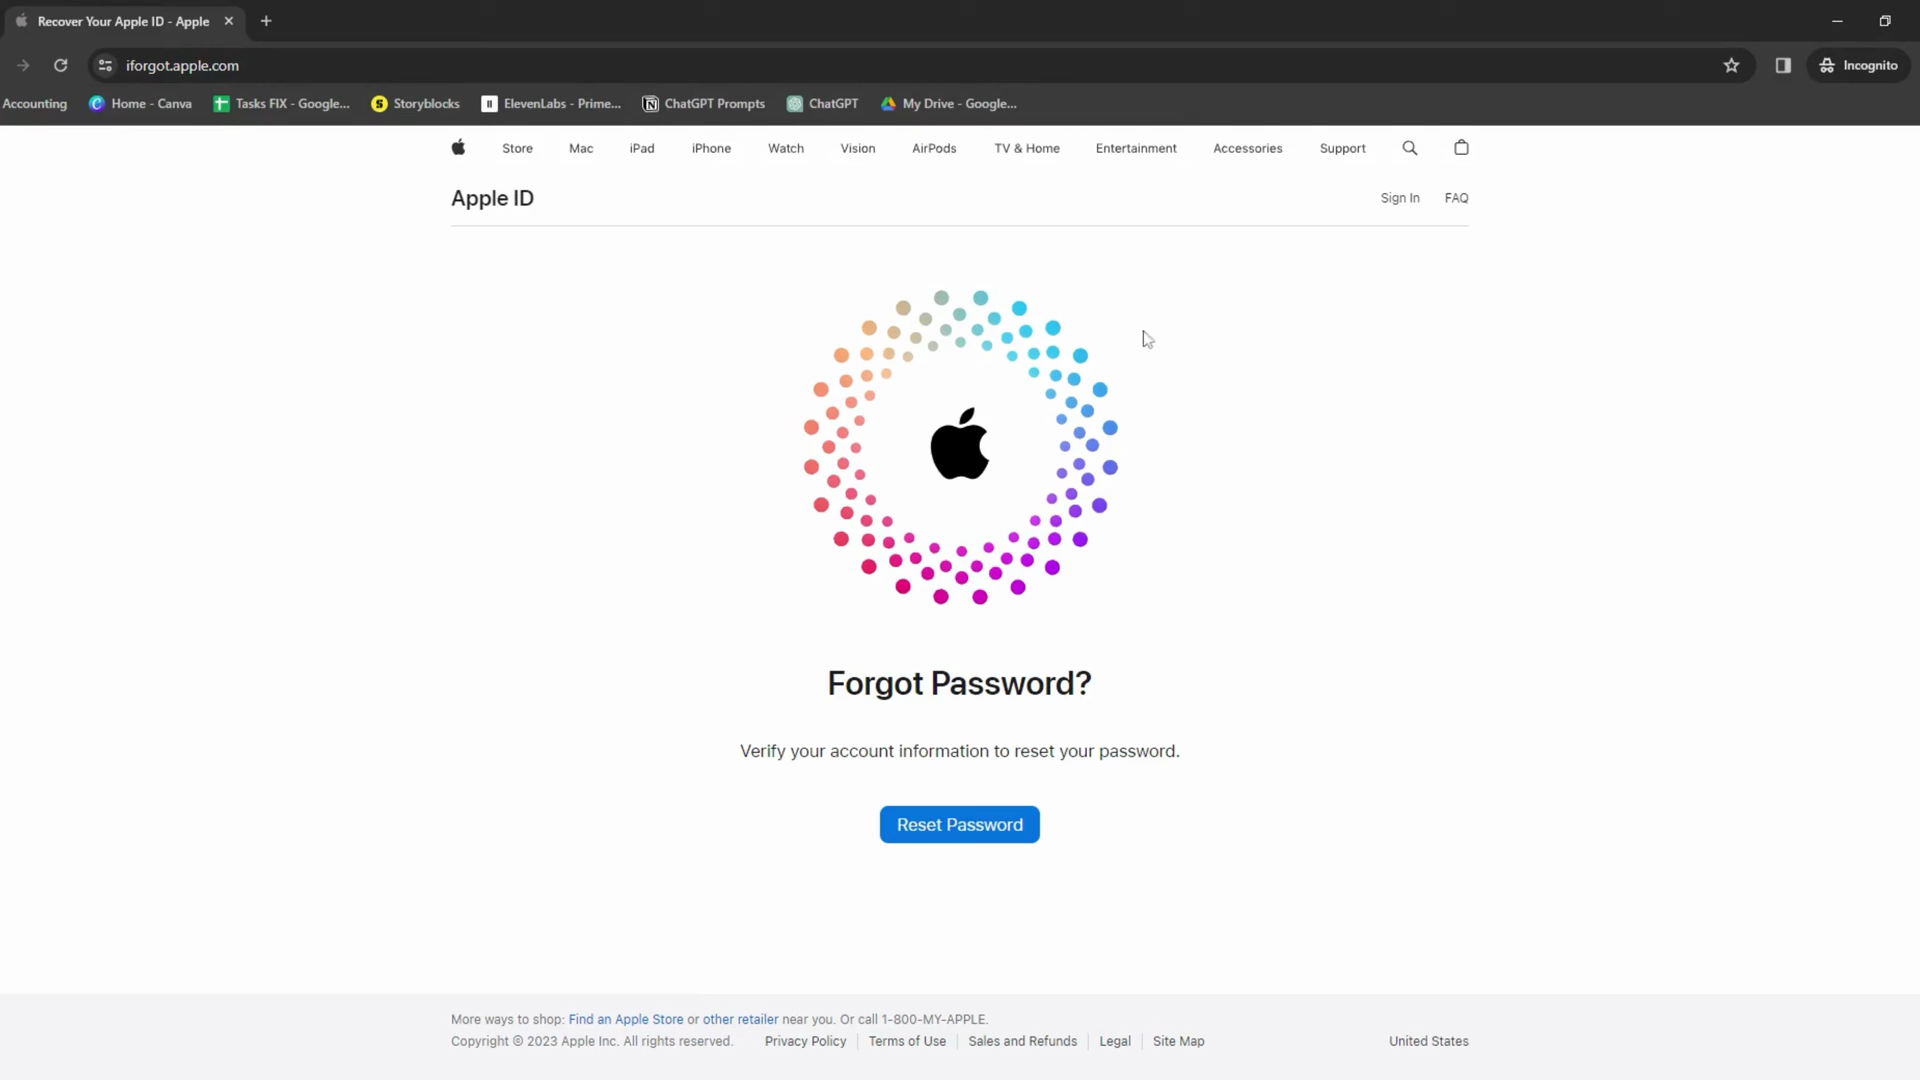 Recover Your Apple ID - Apple
iforgot.apple.com
Incognito
Accounting Home - Canva Tasks FIX - Google... Storyblocks ElevenLabs - Prime... ChatGPT Prompts ChatGPT My Drive - Google...
Store Mac iPad iPhone Watch Vision AirPods TV & Home Entertainment Accessories Support
Apple ID Sign In FAQ
Forgot Password?
Verify your account information to reset your password.
Reset Password
More ways to shop: Find an Apple Store or other retailer near you. Or call 1-800-MY-APPLE.
Copyright © 2023 Apple Inc. All rights reserved. Privacy Policy Terms of Use Sales and Refunds Legal Site Map United States